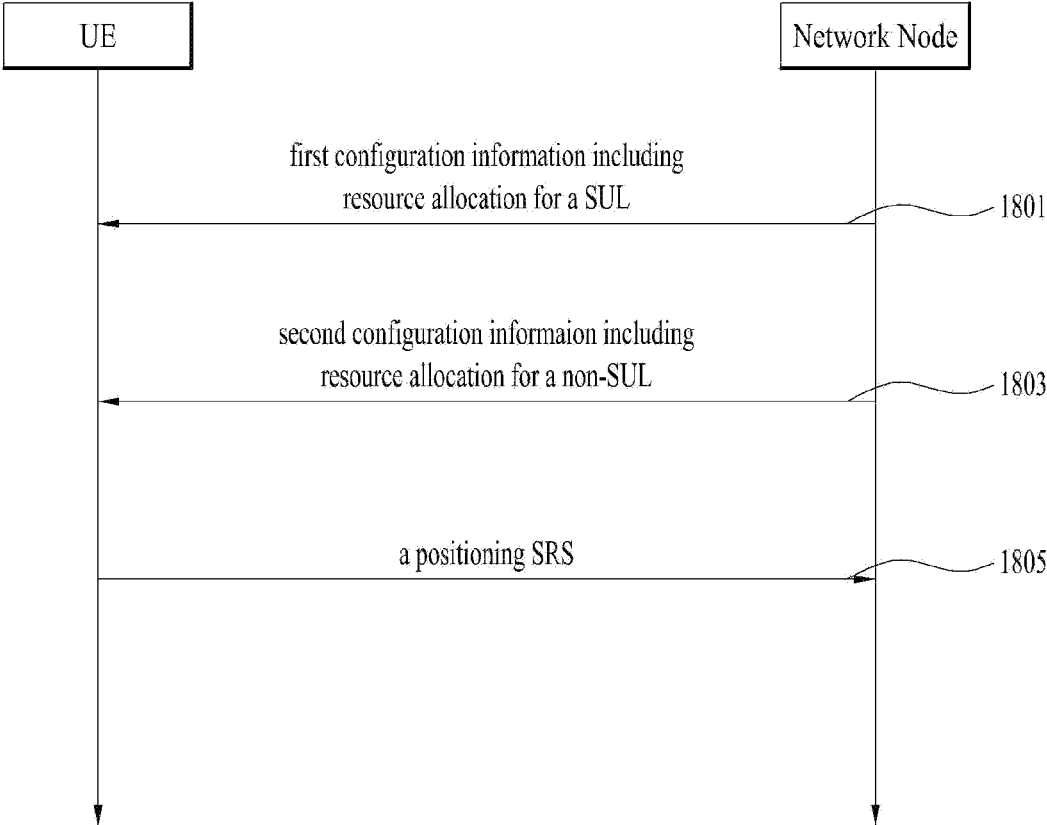 UE
Network Node
first configuration information including
resource allocation for a SUL
1801
second configuration informaion including
resource allocation for a non-SUL
1803
a positioning SRS
1805